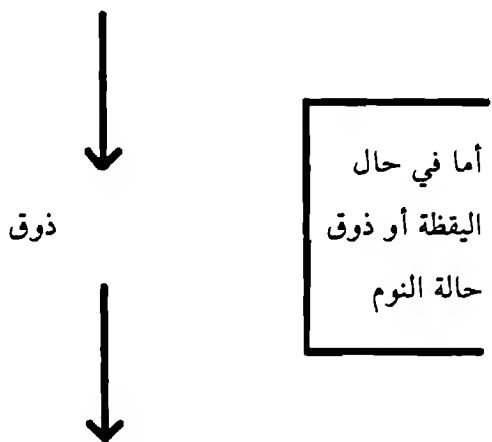 أما في حال
اليقظة أو ذوق
حالة النوم
ذوق